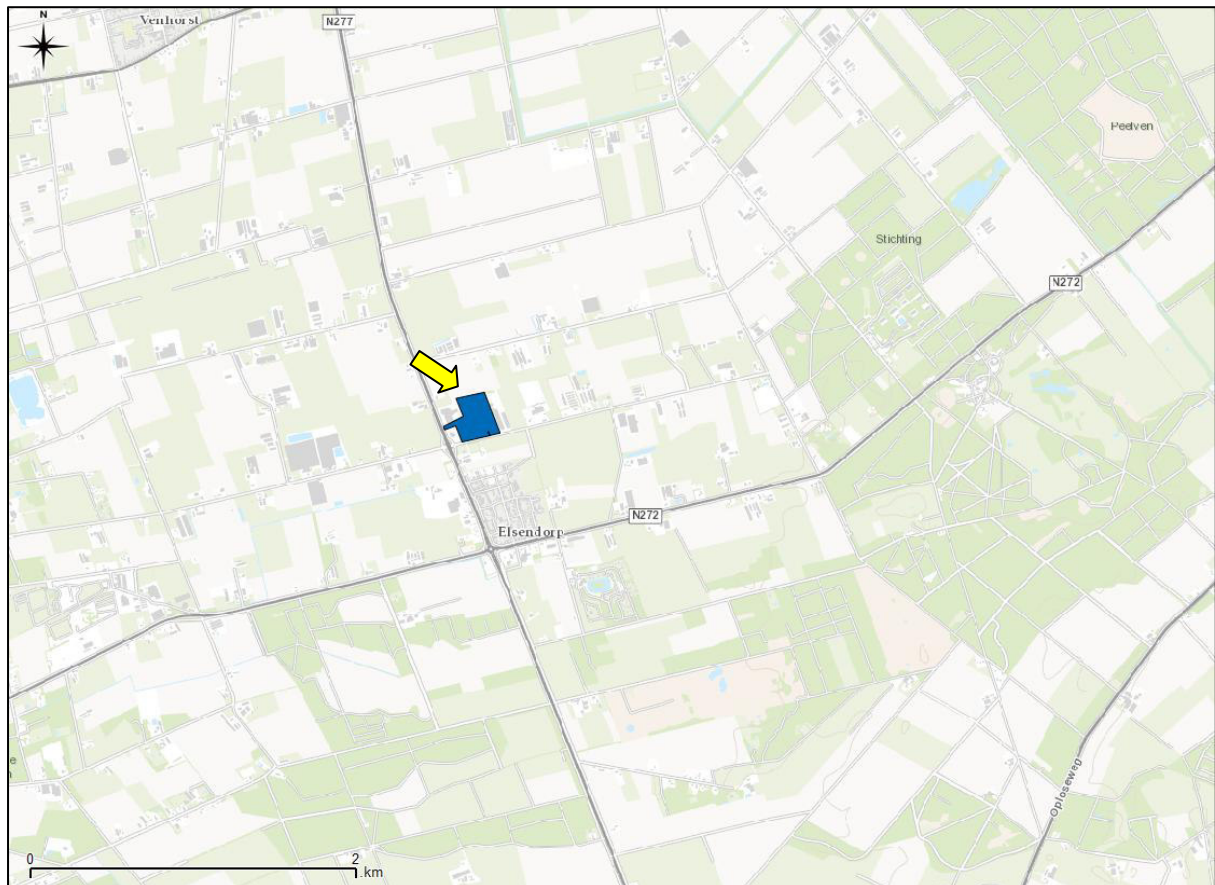 N
Venhorst
N277
Peelven
Stichting
N272
N272
Elsendorp
Oploseweg
0
2
.km